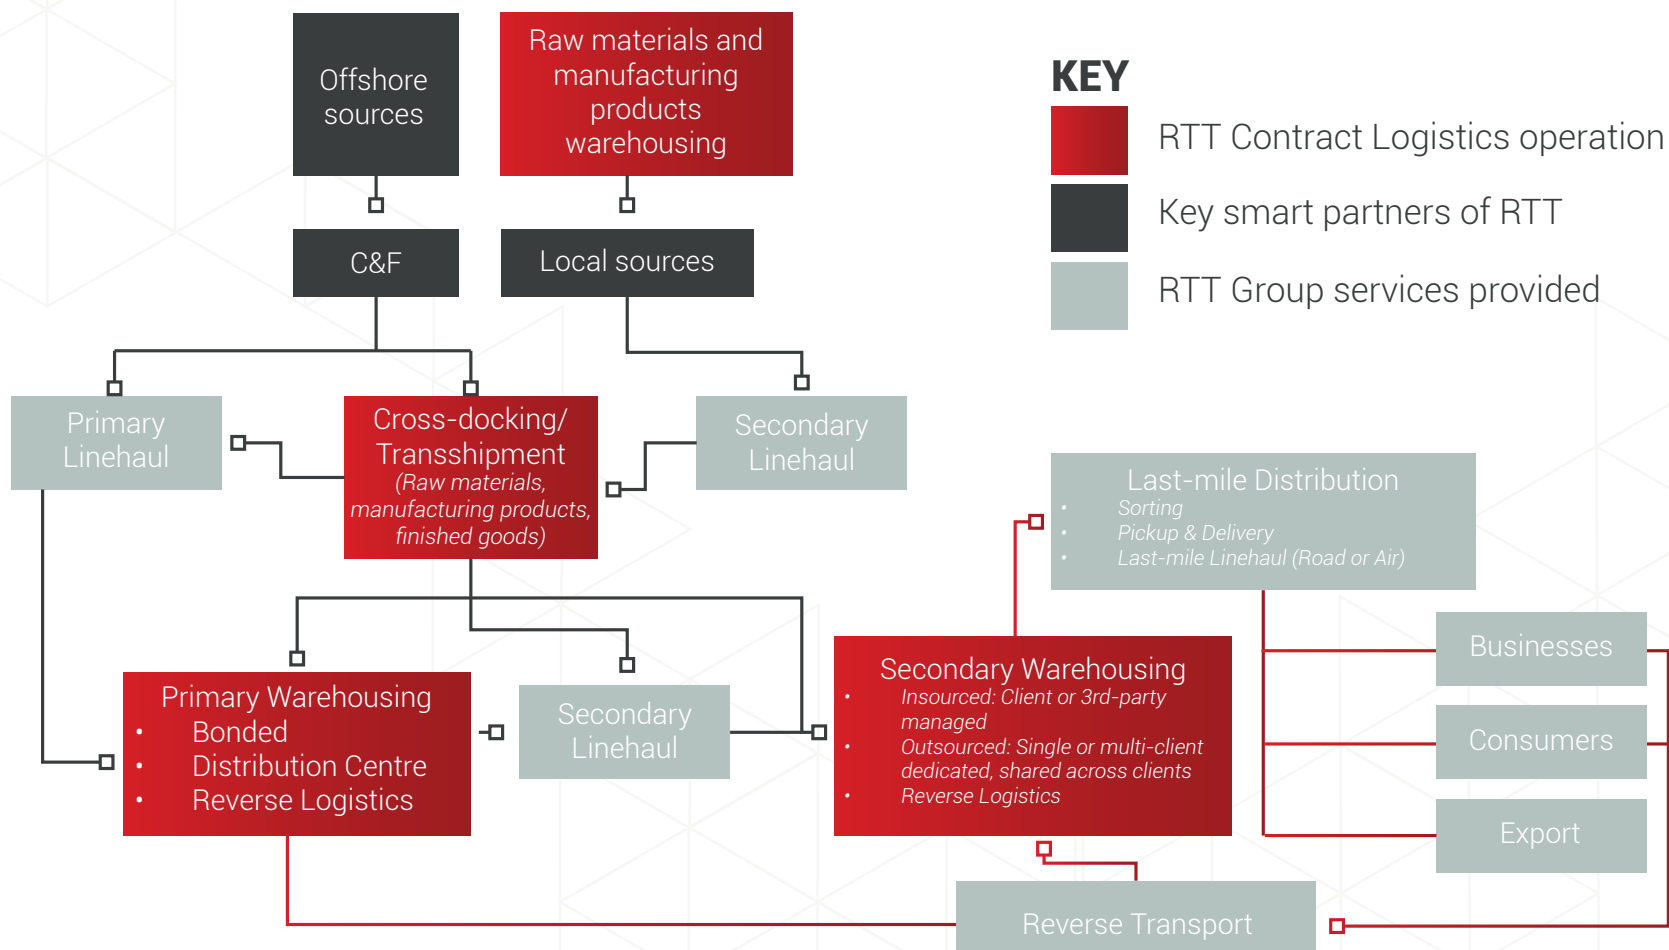 Offshore
sources
Raw materials and
manufacturing
products
warehousing
KEY
RTT Contract Logistics operation
Key smart partners of RTT
RTT Group services provided
C&F
Local sources
Primary
Linehaul
Cross-docking/
Transshipment
(Raw materials,
manufacturing products,
finished goods)
Secondary
Linehaul
Last-mile Distribution
• Sorting
• Pickup & Delivery
• Last-mile Linehaul (Road or Air)
Primary Warehousing
• Bonded
• Distribution Centre
• Reverse Logistics
Secondary
Linehaul
Secondary Warehousing
• Insourced: Client or 3rd-party
managed
• Outsourced: Single or multi-client
dedicated, shared across clients
• Reverse Logistics
Businesses
Consumers
Export
Reverse Transport